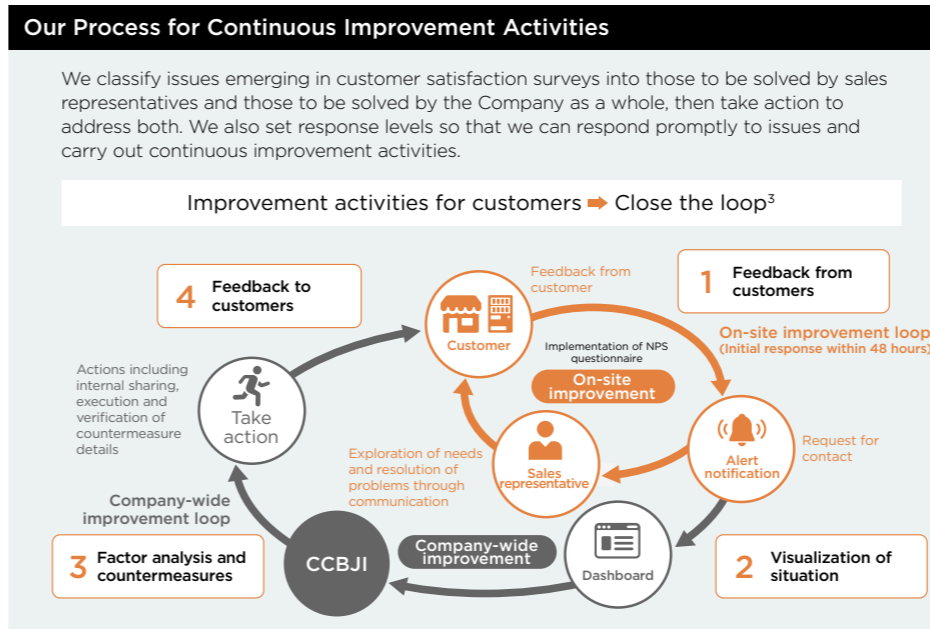 Our Process for Continuous Improvement Activities
We classify issues emerging in customer satisfaction surveys into those to be solved by sales
representatives and those to be solved by the Company as a whole, then take action to
address both. We also set response levels so that we can respond promptly to issues and
carry out continuous improvement activities.
Improvement activities for customers ➡ Close the loop³
4 Feedback to
customers
Feedback from
customer
1 Feedback from
customers
Customer
On-site improvement loop
(Initial response within 48 hours)
Implementation of NPS
questionnaire
On-site
improvement
Actions including
internal sharing,
execution and
verification of
countermeasure
details
Take
action
Exploration of needs
and resolution of
problems through
communication
Sales
representative
Alert
notification
Request for
contact
Company-wide
improvement loop
3 Factor analysis and
countermeasures
CCBJI
Company-wide
improvement
Dashboard
2 Visualization of
situation